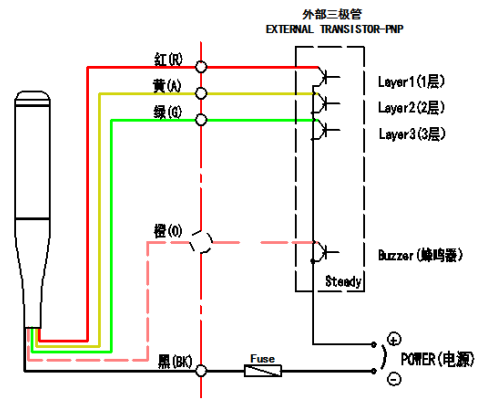 外部三极管
EXTERNAL TRANSISTOR-PNP
红(R)
黄(A)
绿(G)
Layer1(1层)
Layer2(2层)
Layer3(3层)
橙(O)
Buzzer(蜂鸣器)
Steady
黑(BK)
Fuse
+
POWER(电源)
-